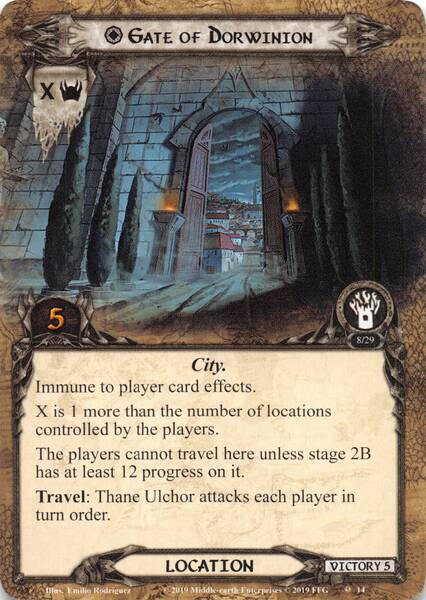 Gate of Dorwinion
X
5
8/29
City.
Immune to player card effects.
X is 1 more than the number of locations
controlled by the players.
The players cannot travel here unless stage 2B
has at least 12 progress on it.
Travel: Thane Ulchor attacks each player in
turn order.
LOCATION
VICTORY 5
Illus. Emilio Rodriguez
© 2019 Middle-earth Enterprises © 2019 FFG
14